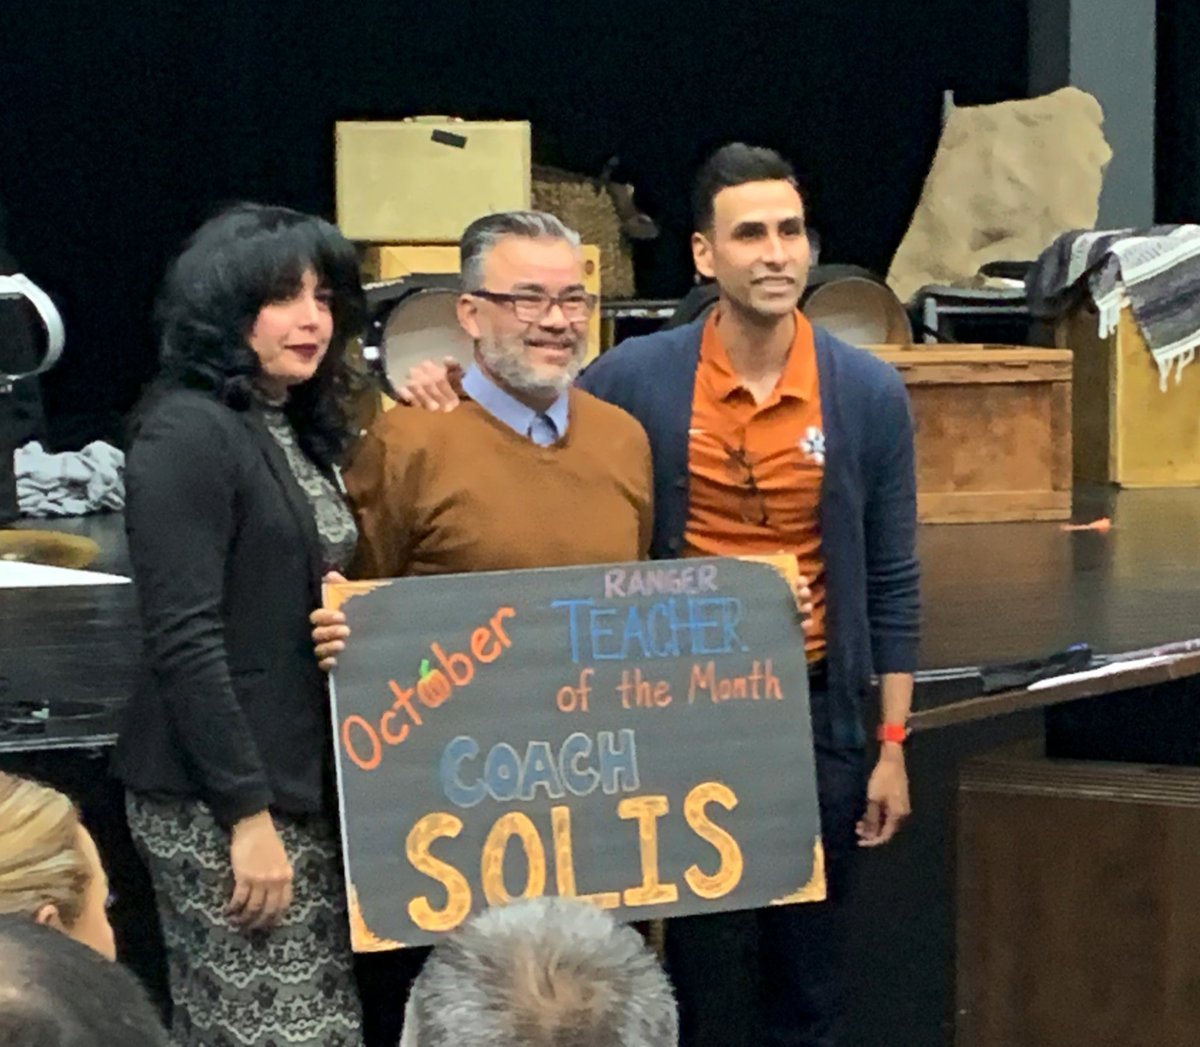 October
RANGER
TEACHER
of the Month
COACH
SOLIS